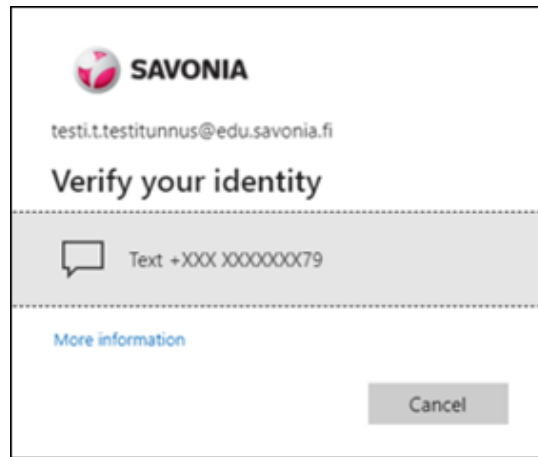 SAVONIA
testi.t.testitunnus@edu.savonia.fi
Verify your identity
Text +XXX XXXXXXX79
More information
Cancel